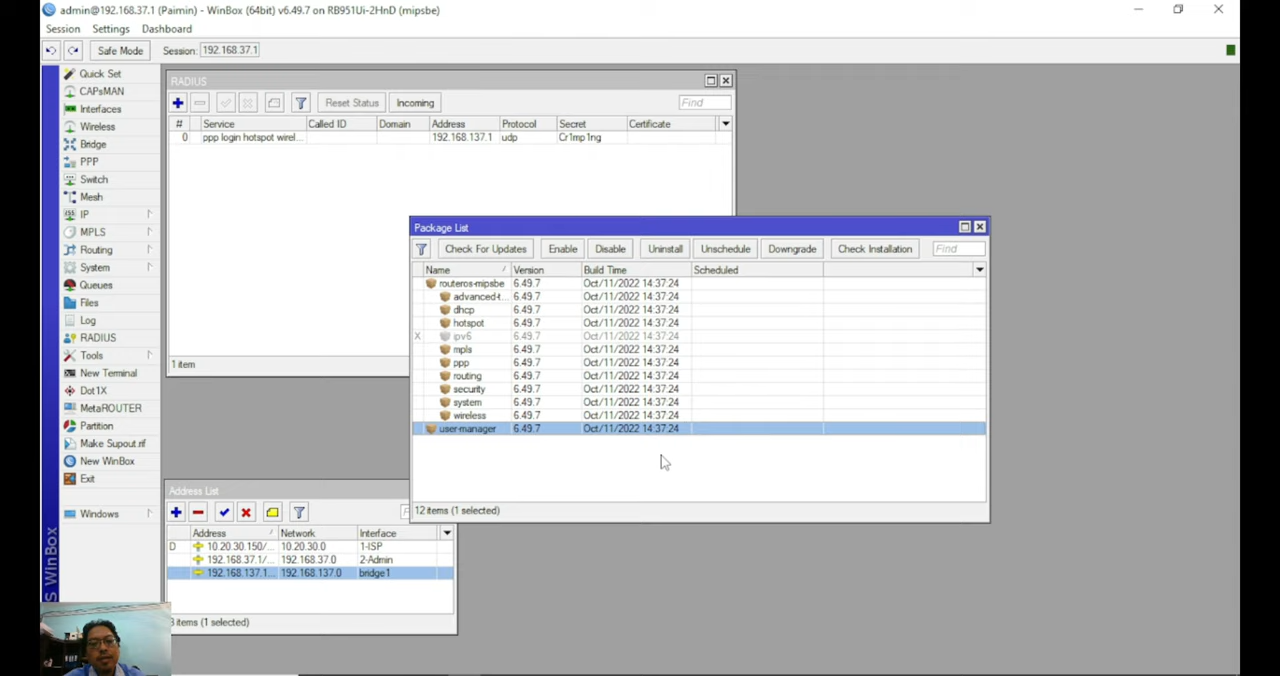 admin@192.168.37.1 (Paimin) - WinBox (64bit) v6.49.7 on RB951Ui-2HnD (mipsbe)
Session Settings Dashboard
Safe Mode Session: 192.168.37.1
Quick Set
CAPsMAN
Interfaces
Wireless
Bridge
PPP
Switch
Mesh
IP
MPLS
Routing
System
Queues
Files
Log
RADIUS
Tools
New Terminal
Dot1X
MetaROUTER
Partition
Make Supout.rif
New WinBox
Exit
Windows
S WinBox
RADIUS
Reset Status Incoming Find
# Service Called ID Domain Address Protocol Secret Certificate
0 ppp login hotspot wirel... 192.168.137.1 udp Cr1mp1ng
1 item
Package List
Check For Updates Enable Disable Uninstall Unschedule Downgrade Check Installation Find
Name Version Build Time Scheduled
routeros-mipsbe 6.49.7 Oct/11/2022 14:37:24
advanced-t... 6.49.7 Oct/11/2022 14:37:24
dhcp 6.49.7 Oct/11/2022 14:37:24
hotspot 6.49.7 Oct/11/2022 14:37:24
X ipv6 6.49.7 Oct/11/2022 14:37:24
mpls 6.49.7 Oct/11/2022 14:37:24
ppp 6.49.7 Oct/11/2022 14:37:24
routing 6.49.7 Oct/11/2022 14:37:24
security 6.49.7 Oct/11/2022 14:37:24
system 6.49.7 Oct/11/2022 14:37:24
wireless 6.49.7 Oct/11/2022 14:37:24
user-manager 6.49.7 Oct/11/2022 14:37:24
12 items (1 selected)
Address List
Address Network Interface
D 10.20.30.150/... 10.20.30.0 1-ISP
192.168.37.1/... 192.168.37.0 2-Admin
192.168.137.1... 192.168.137.0 bridge1
3 items (1 selected)